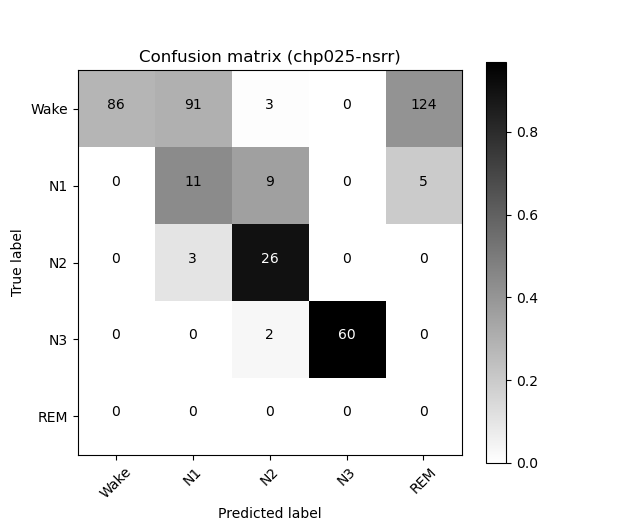 Confusion matrix (chp025-nsrr)
Wake 86 91 3 0 124
N1 0 11 9 0 5
N2 0 3 26 0 0
N3 0 0 2 60 0
REM 0 0 0 0 0
Wake N1 N2 N3 REM
Predicted label
True label
0.8
0.6
0.4
0.2
0.0